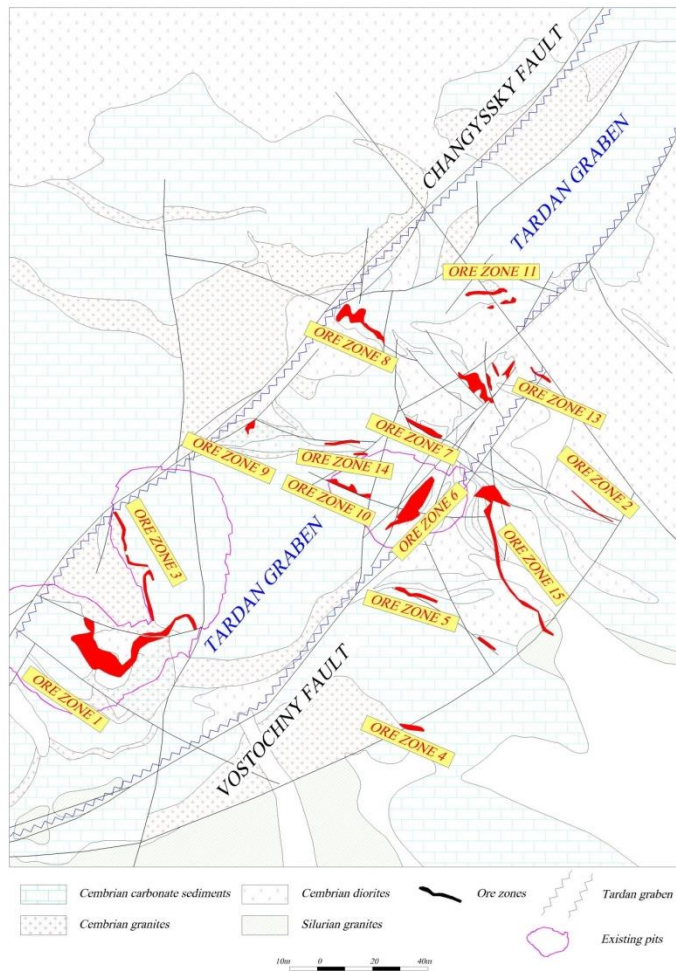 CHANGYSSKY FAULT
TARDAN GRABEN
ORE ZONE 11
ORE ZONE 8
ORE ZONE 13
ORE ZONE 7
ORE ZONE 9
ORE ZONE 14
ORE ZONE 2
ORE ZONE 10
ORE ZONE 6
ORE ZONE 3
ORE ZONE 15
TARDAN GRABEN
ORE ZONE 5
ORE ZONE 1
VOSTOCHNY FAULT
ORE ZONE 4
Cembrian carbonate sediments
Cembrian diorites
Ore zones
Tardan graben
Cembrian granites
Silurian granites
Existing pits
10m 0 20 40m